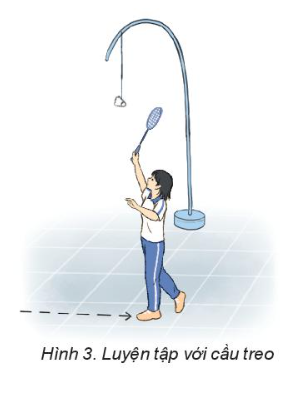 Hình 3. Luyện tập với cầu treo